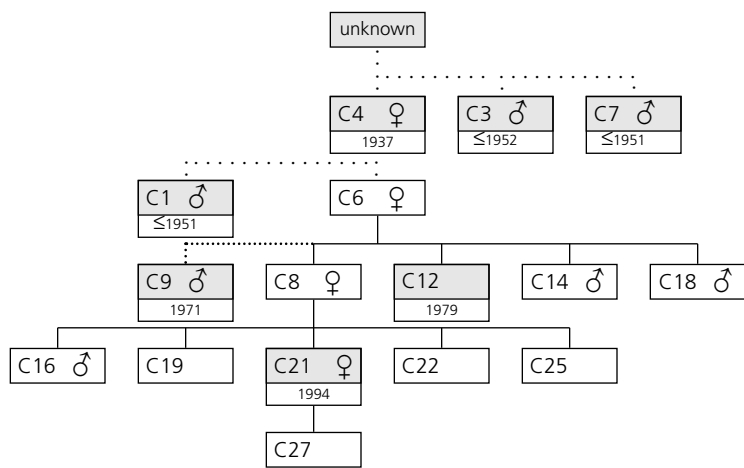 unknown
C4 ♀
C3 ♂
C7 ♂
1937
≤1952
≤1951
C1 ♂
C6 ♀
≤1951
C9 ♂
C8 ♀
C12
C14 ♂
C18 ♂
1971
1979
C16 ♂
C19
C21 ♀
C22
C25
1994
C27